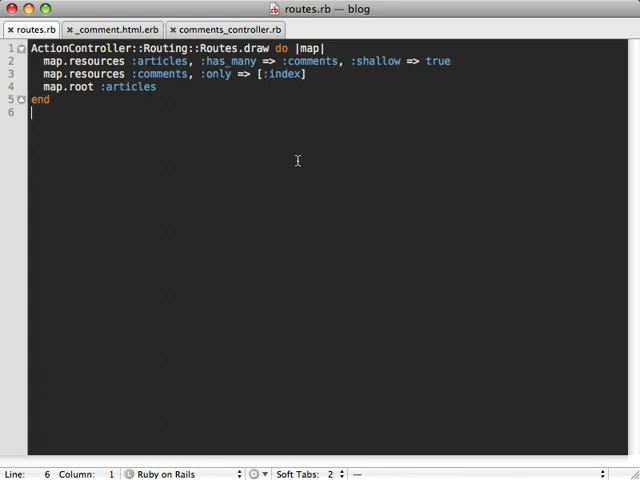 routes.rb — blog
routes.rb
_comment.html.erb
comments_controller.rb
1 ActionController::Routing::Routes.draw do |map|
2 map.resources :articles, :has_many => :comments, :shallow => true
3 map.resources :comments, :only => [:index]
4 map.root :articles
5 end
6
Line: 6 Column: 1 Ruby on Rails Soft Tabs: 2 —